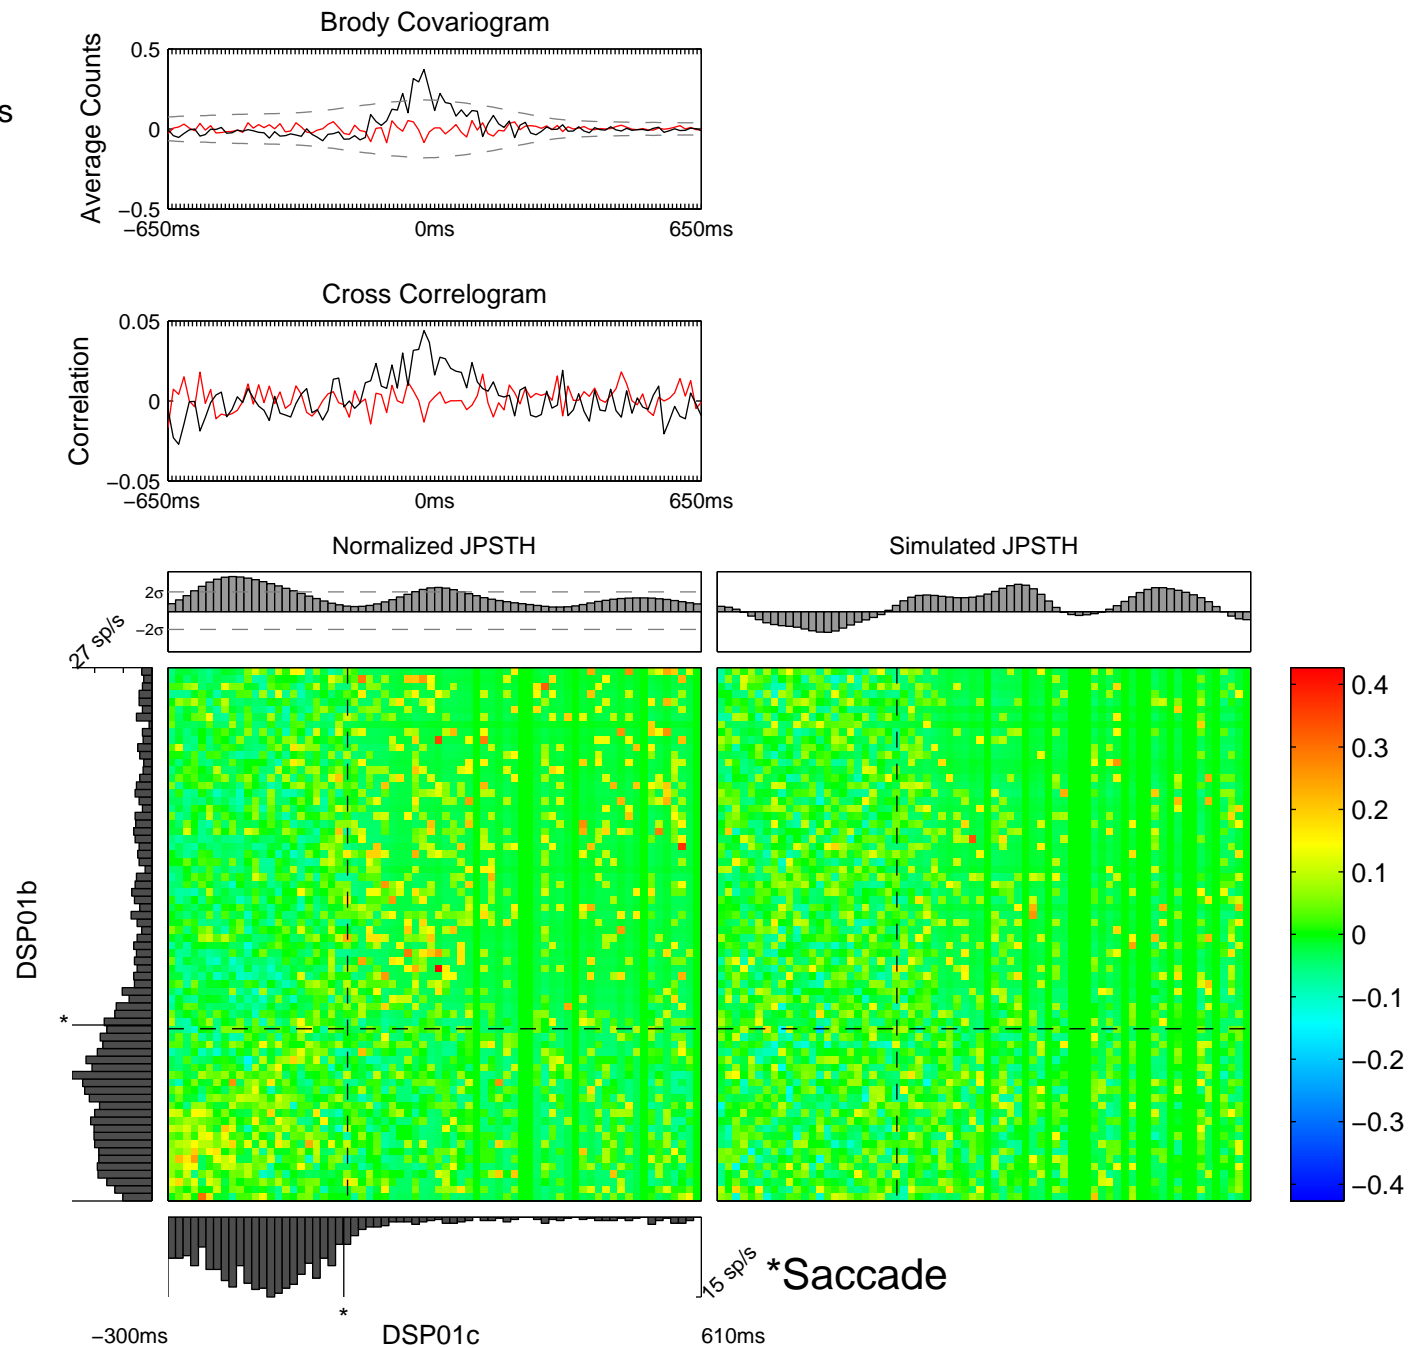 Brody Covariogram
s
Average Counts
0.5
0
−0.5
−650ms
0ms
650ms
Cross Correlogram
Correlation
0.05
0
−0.05
−650ms
0ms
650ms
Normalized JPSTH
Simulated JPSTH
2σ
−2σ
27 sp/s
DSP01b
*
0.4
0.3
0.2
0.1
0
−0.1
−0.2
−0.3
−0.4
15 sp/s
*Saccade
*
−300ms
DSP01c
610ms